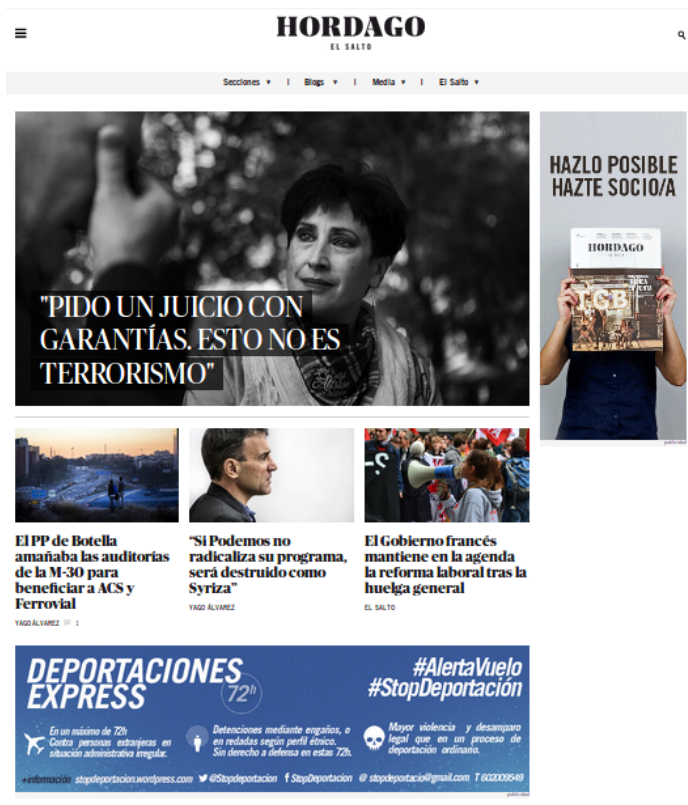 HORDAGO
EL SALTO
Secciones ▾ | Blogs ▾ | Media ▾ | El Salto ▾
"PIDO UN JUICIO CON
GARANTÍAS. ESTO NO ES
TERRORISMO"
HAZLO POSIBLE
HAZTE SOCIO/A
HORDAGO
TGB
publicidad
El PP de Botella
amañaba las auditorías
de la M-30 para
beneficiar a ACS y
Ferrovial
YAGO ÁLVAREZ 1
“Si Podemos no
radicaliza su programa,
será destruido como
Syriza”
YAGO ÁLVAREZ
El Gobierno francés
mantiene en la agenda
la reforma laboral tras la
huelga general
EL SALTO
DEPORTACIONES
EXPRESS 72h
#AlertaVuelo
#StopDeportación
En un máximo de 72h
Contra personas extranjeras en
situación administrativa irregular.
Detenciones mediante engaños, o
en redadas según perfil étnico.
Sin derecho a defensa en estas 72h.
Mayor violencia y desamparo
legal que en un proceso de
deportación ordinario.
+información stopdeportacion.wordpress.com @Stopdeportacion StopDeportacion @ stopdeportacio@gmail.com T 602009549
publicidad